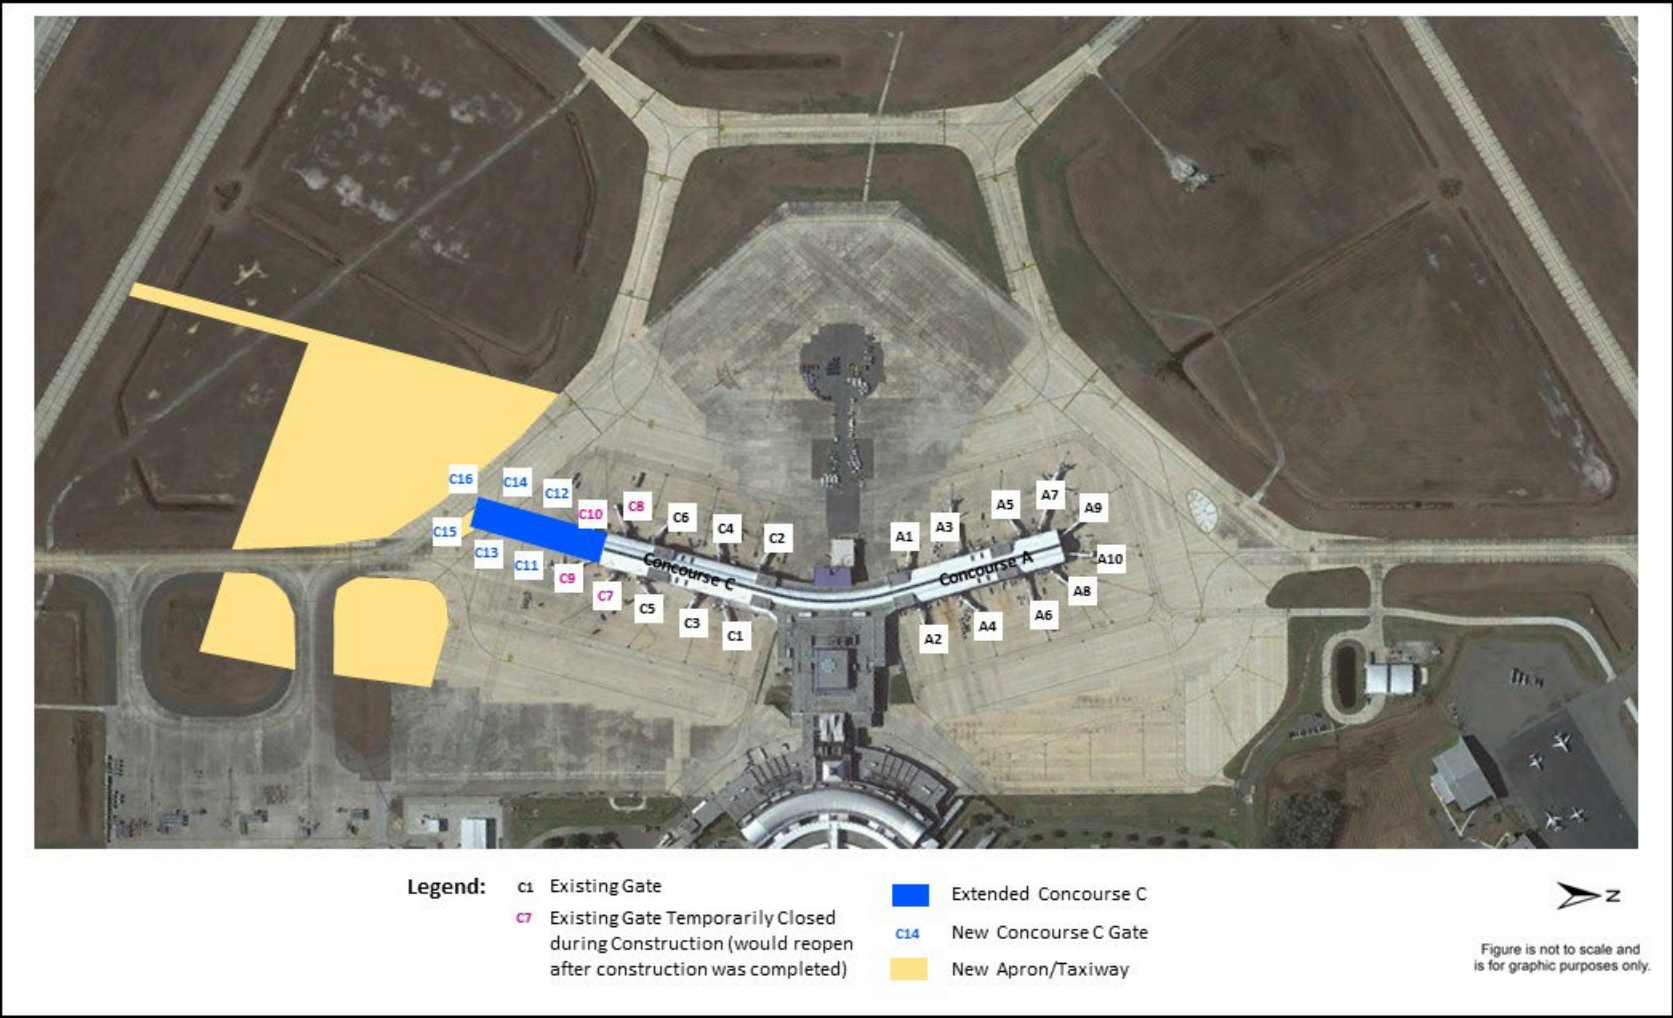 C16
C14
C12
C10
C8
C6
C4
C2
C15
C13
C11
C9
C7
C5
C3
C1
Concourse C
A1
A3
A5
A7
A9
A10
A8
A6
A4
A2
Concourse A
Legend:
C1 Existing Gate
C7 Existing Gate Temporarily Closed
during Construction (would reopen
after construction was completed)
Extended Concourse C
C14 New Concourse C Gate
New Apron/Taxiway
N
Figure is not to scale and
is for graphic purposes only.